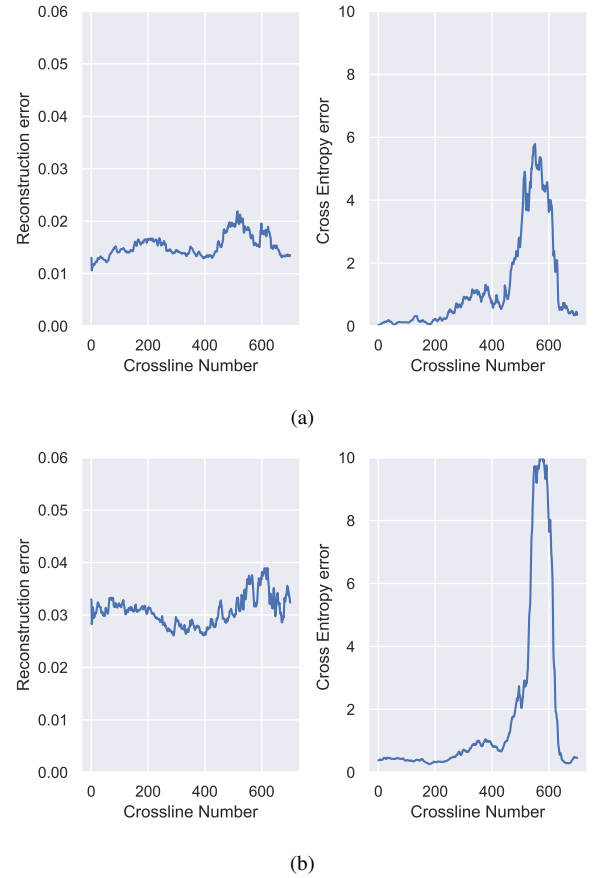 0.06
0.05
0.04
0.03
0.02
0.01
0.00
Reconstruction error
0 200 400 600
Crossline Number
10
8
6
4
2
0
Cross Entropy error
0 200 400 600
Crossline Number
(a)
0.06
0.05
0.04
0.03
0.02
0.01
0.00
Reconstruction error
0 200 400 600
Crossline Number
10
8
6
4
2
0
Cross Entropy error
0 200 400 600
Crossline Number
(b)